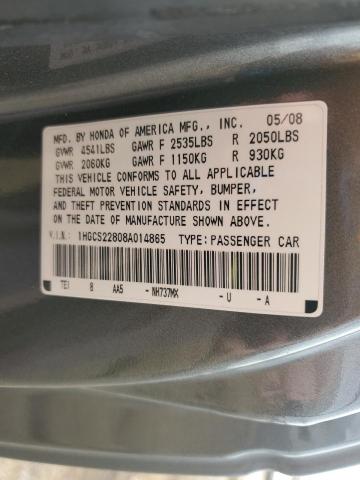 MFD. BY HONDA OF AMERICA MFG., INC. 05/08
GVWR 4541LBS GAWR F 2535LBS R 2050LBS
GVWR 2060KG GAWR F 1150KG R 930KG
THIS VEHICLE CONFORMS TO ALL APPLICABLE
FEDERAL MOTOR VEHICLE SAFETY, BUMPER,
AND THEFT PREVENTION STANDARDS IN EFFECT
ON THE DATE OF MANUFACTURE SHOWN ABOVE.
V.I.N.: 1HGCS22808A014865 TYPE:PASSENGER CAR
TE1 8 AA5 -NH737MX -U -A